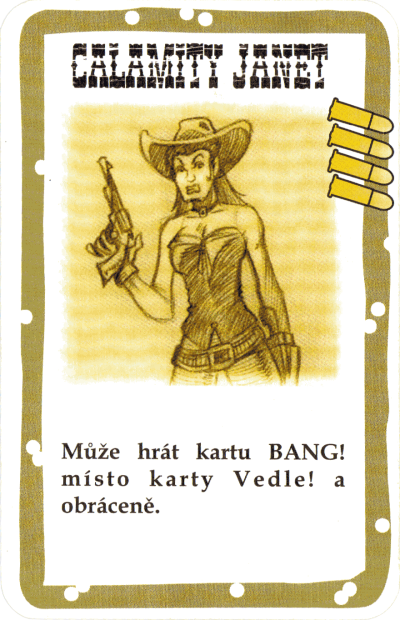 CALAMITY JANET
Může hrát kartu BANG!
místo karty Vedle! a
obráceně.